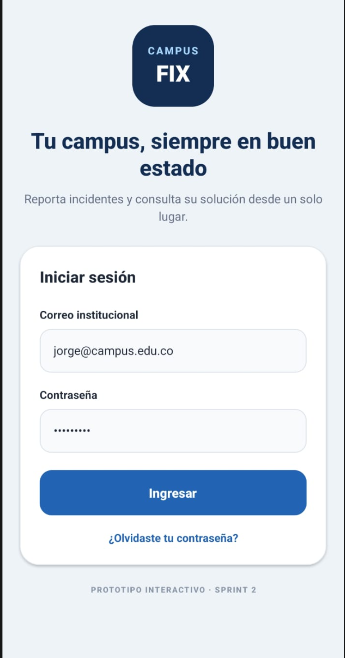 CAMPUS
FIX
Tu campus, siempre en buen
estado
Reporta incidentes y consulta su solución desde un solo
lugar.
Iniciar sesión
Correo institucional
jorge@campus.edu.co
Contraseña
•••••••••
Ingresar
¿Olvidaste tu contraseña?
PROTOTIPO INTERACTIVO · SPRINT 2